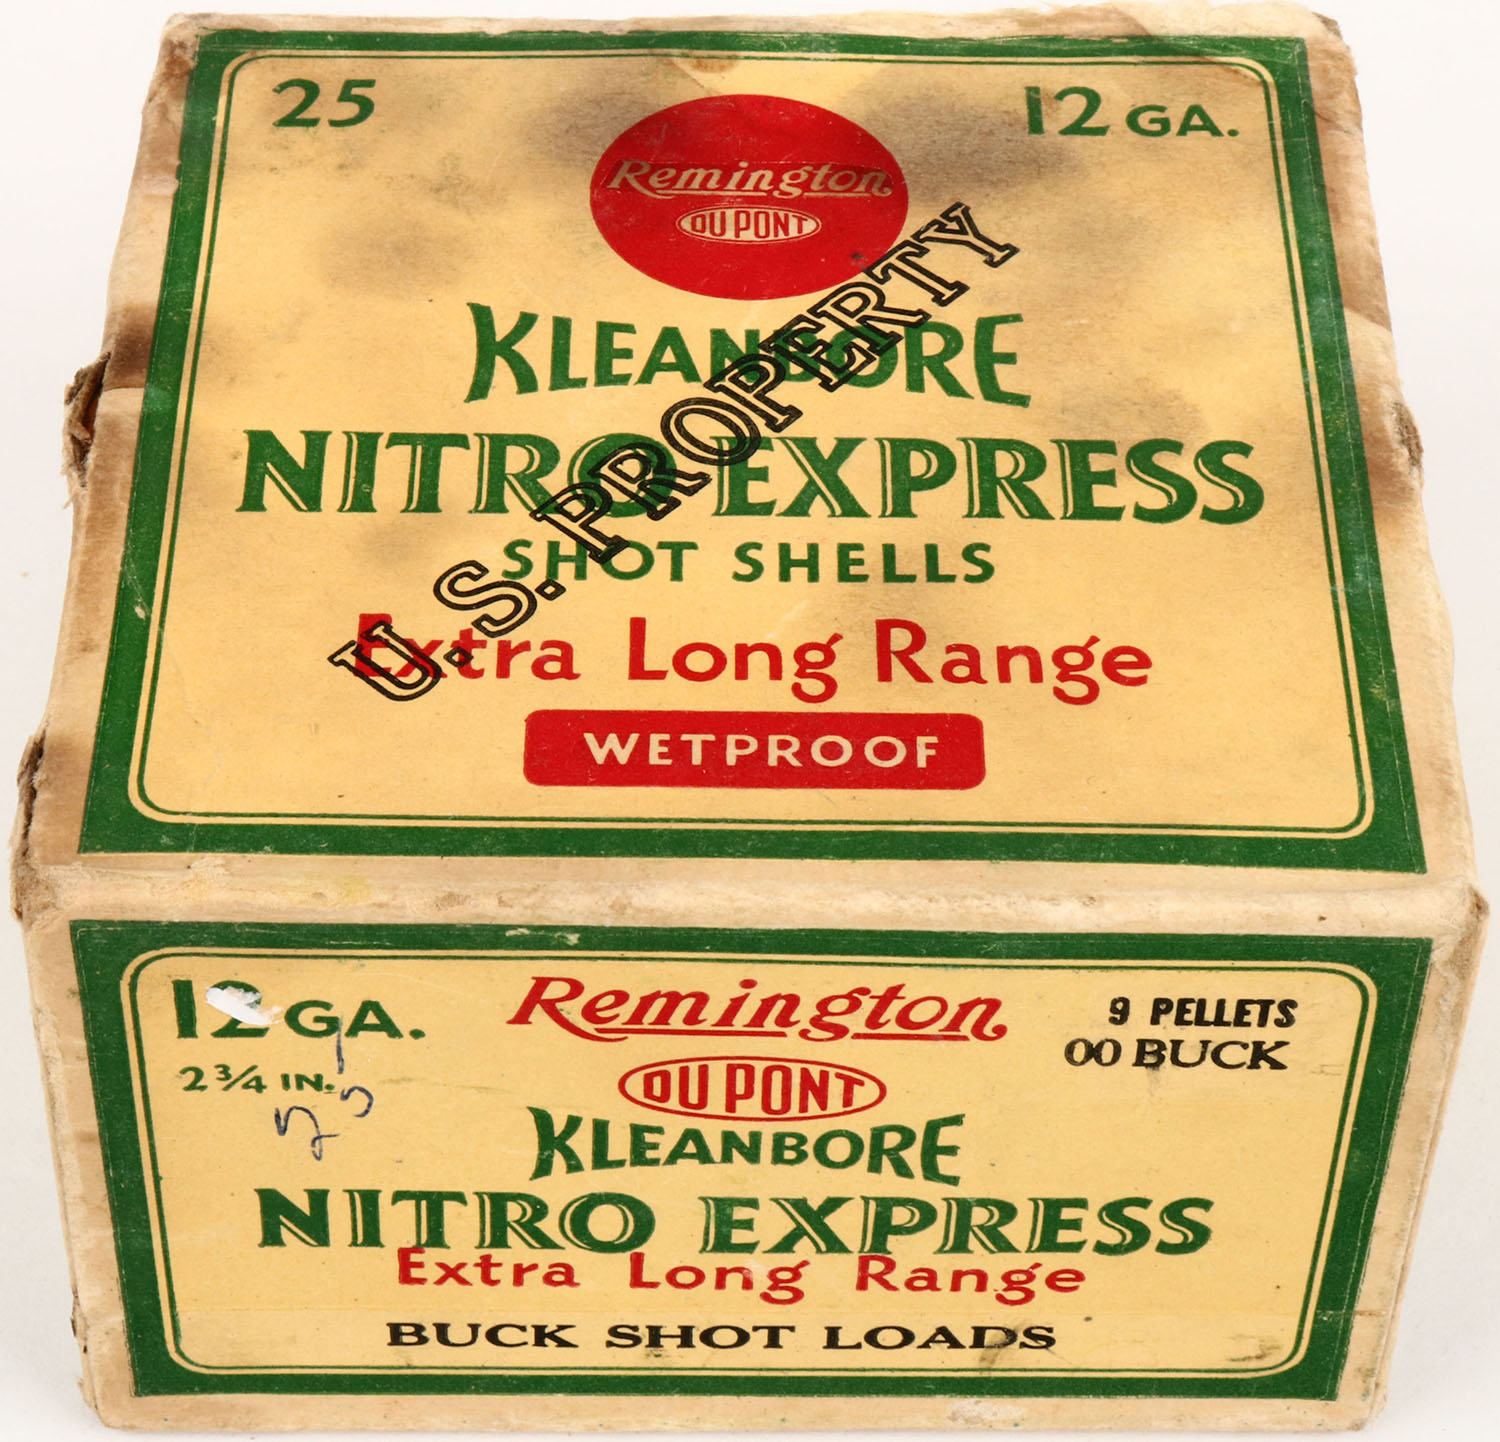 25
12 GA.
Remington
DU PONT
KLEANBORE
NITRO EXPRESS
SHOT SHELLS
Extra Long Range
WETPROOF
U.S. PROPERTY
12 GA.
2 3/4 IN.
Remington
DU PONT
9 PELLETS
00 BUCK
KLEANBORE
NITRO EXPRESS
Extra Long Range
BUCK SHOT LOADS